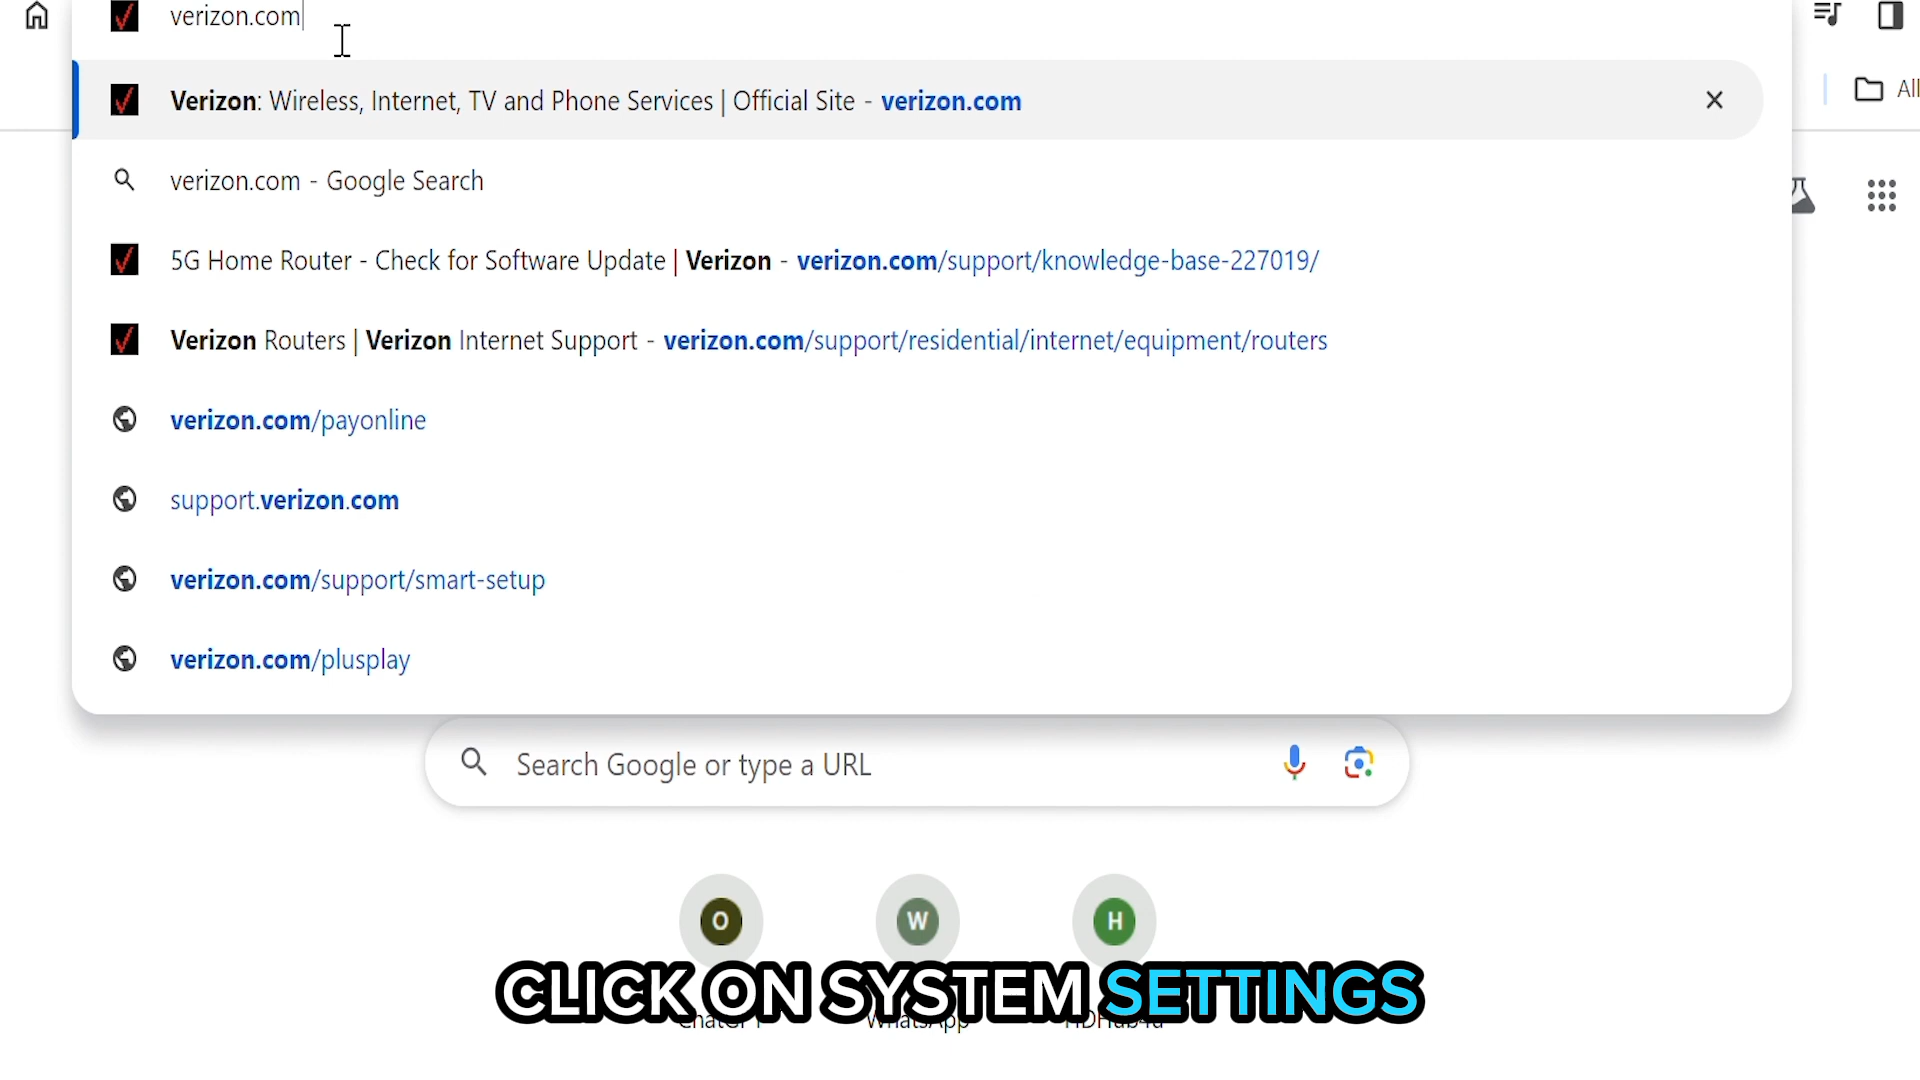 verizon.com
Verizon: Wireless, Internet, TV and Phone Services | Official Site - verizon.com
All
verizon.com - Google Search
5G Home Router - Check for Software Update | Verizon - verizon.com/support/knowledge-base-227019/
Verizon Routers | Verizon Internet Support - verizon.com/support/residential/internet/equipment/routers
verizon.com/payonline
support.verizon.com
verizon.com/support/smart-setup
verizon.com/plusplay
Search Google or type a URL
O W H
CLICK ON SYSTEM SETTINGS
ChatGPT WhatsApp HDHub4u